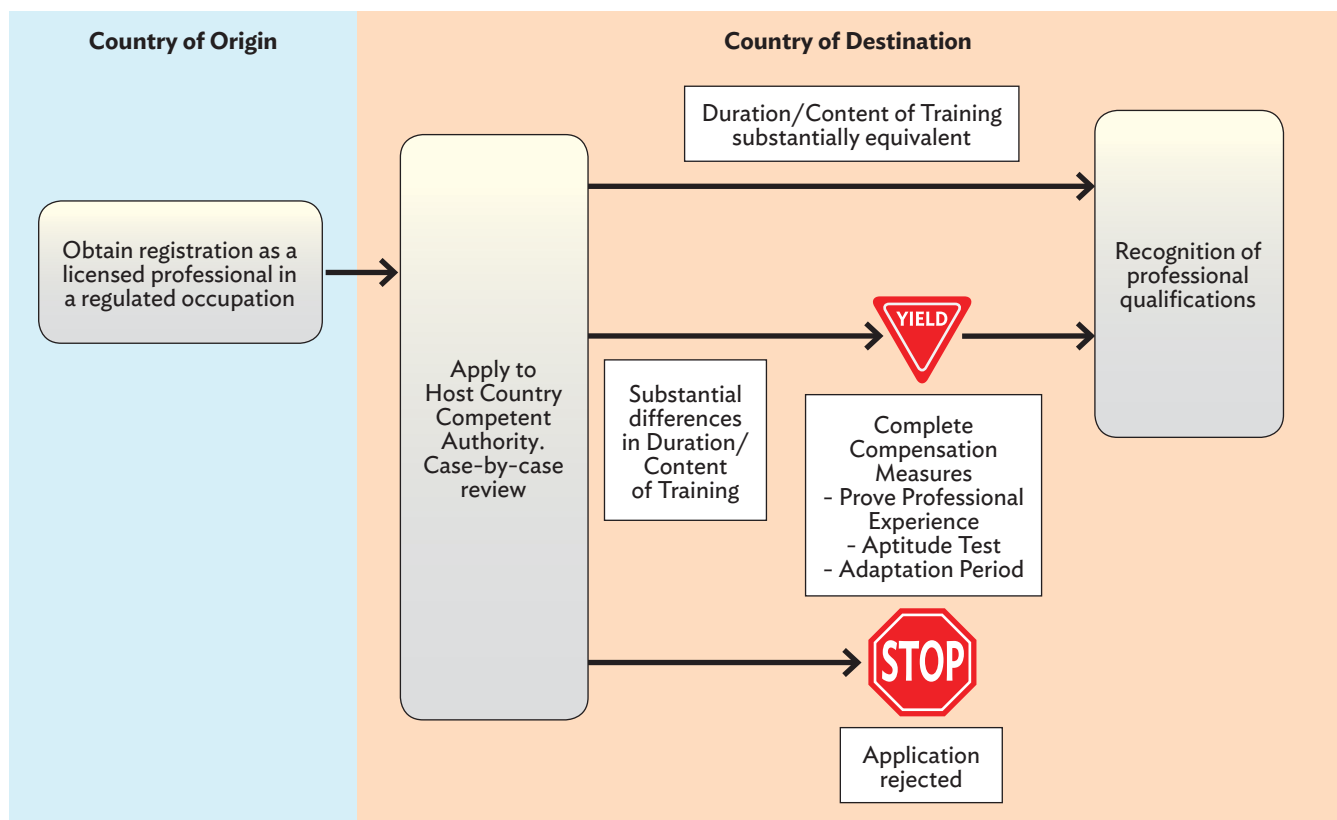 Country of Origin
Country of Destination
Obtain registration as a
licensed professional in
a regulated occupation
Apply to
Host Country
Competent
Authority.
Case-by-case
review
Duration/Content of Training
substantially equivalent
Substantial
differences
in Duration/
Content
of Training
YIELD
Complete
Compensation
Measures
- Prove Professional
Experience
- Aptitude Test
- Adaptation Period
STOP
Application
rejected
Recognition of
professional
qualifications